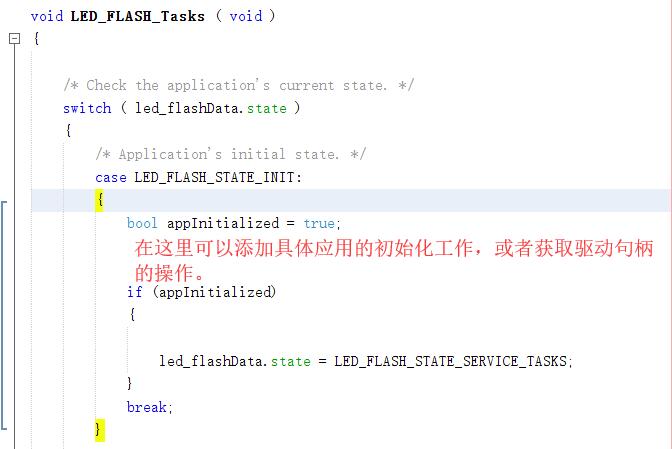 void LED_FLASH_Tasks ( void )
{
/* Check the application's current state. */
switch ( led_flashData.state )
{
/* Application's initial state. */
case LED_FLASH_STATE_INIT:
{
bool appInitialized = true;
在这里可以添加具体应用的初始化工作，或者获取驱动句柄
的操作。
if (appInitialized)
{
led_flashData.state = LED_FLASH_STATE_SERVICE_TASKS;
}
break;
}